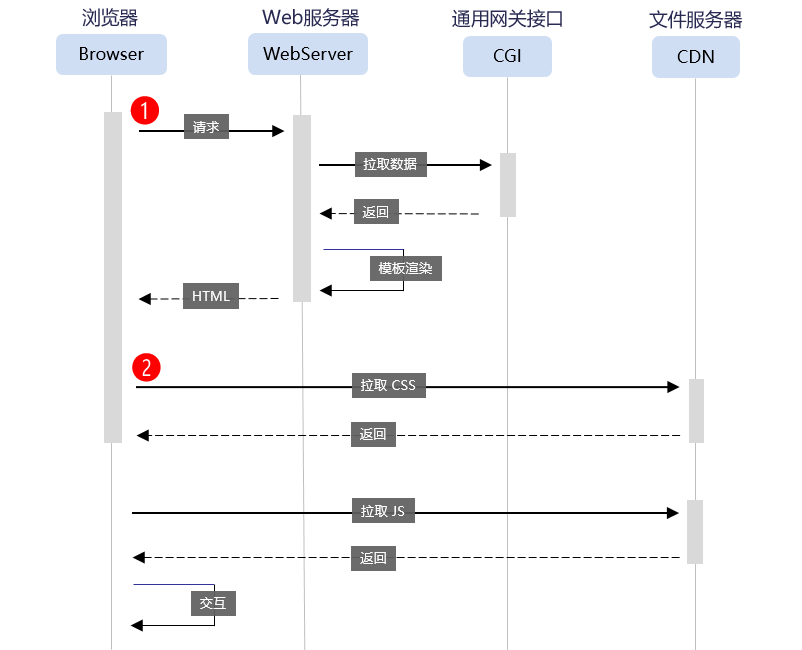 浏览器
Web服务器
通用网关接口
文件服务器
Browser
WebServer
CGI
CDN
1
请求
拉取数据
返回
模板渲染
HTML
2
拉取 CSS
返回
拉取 JS
返回
交互